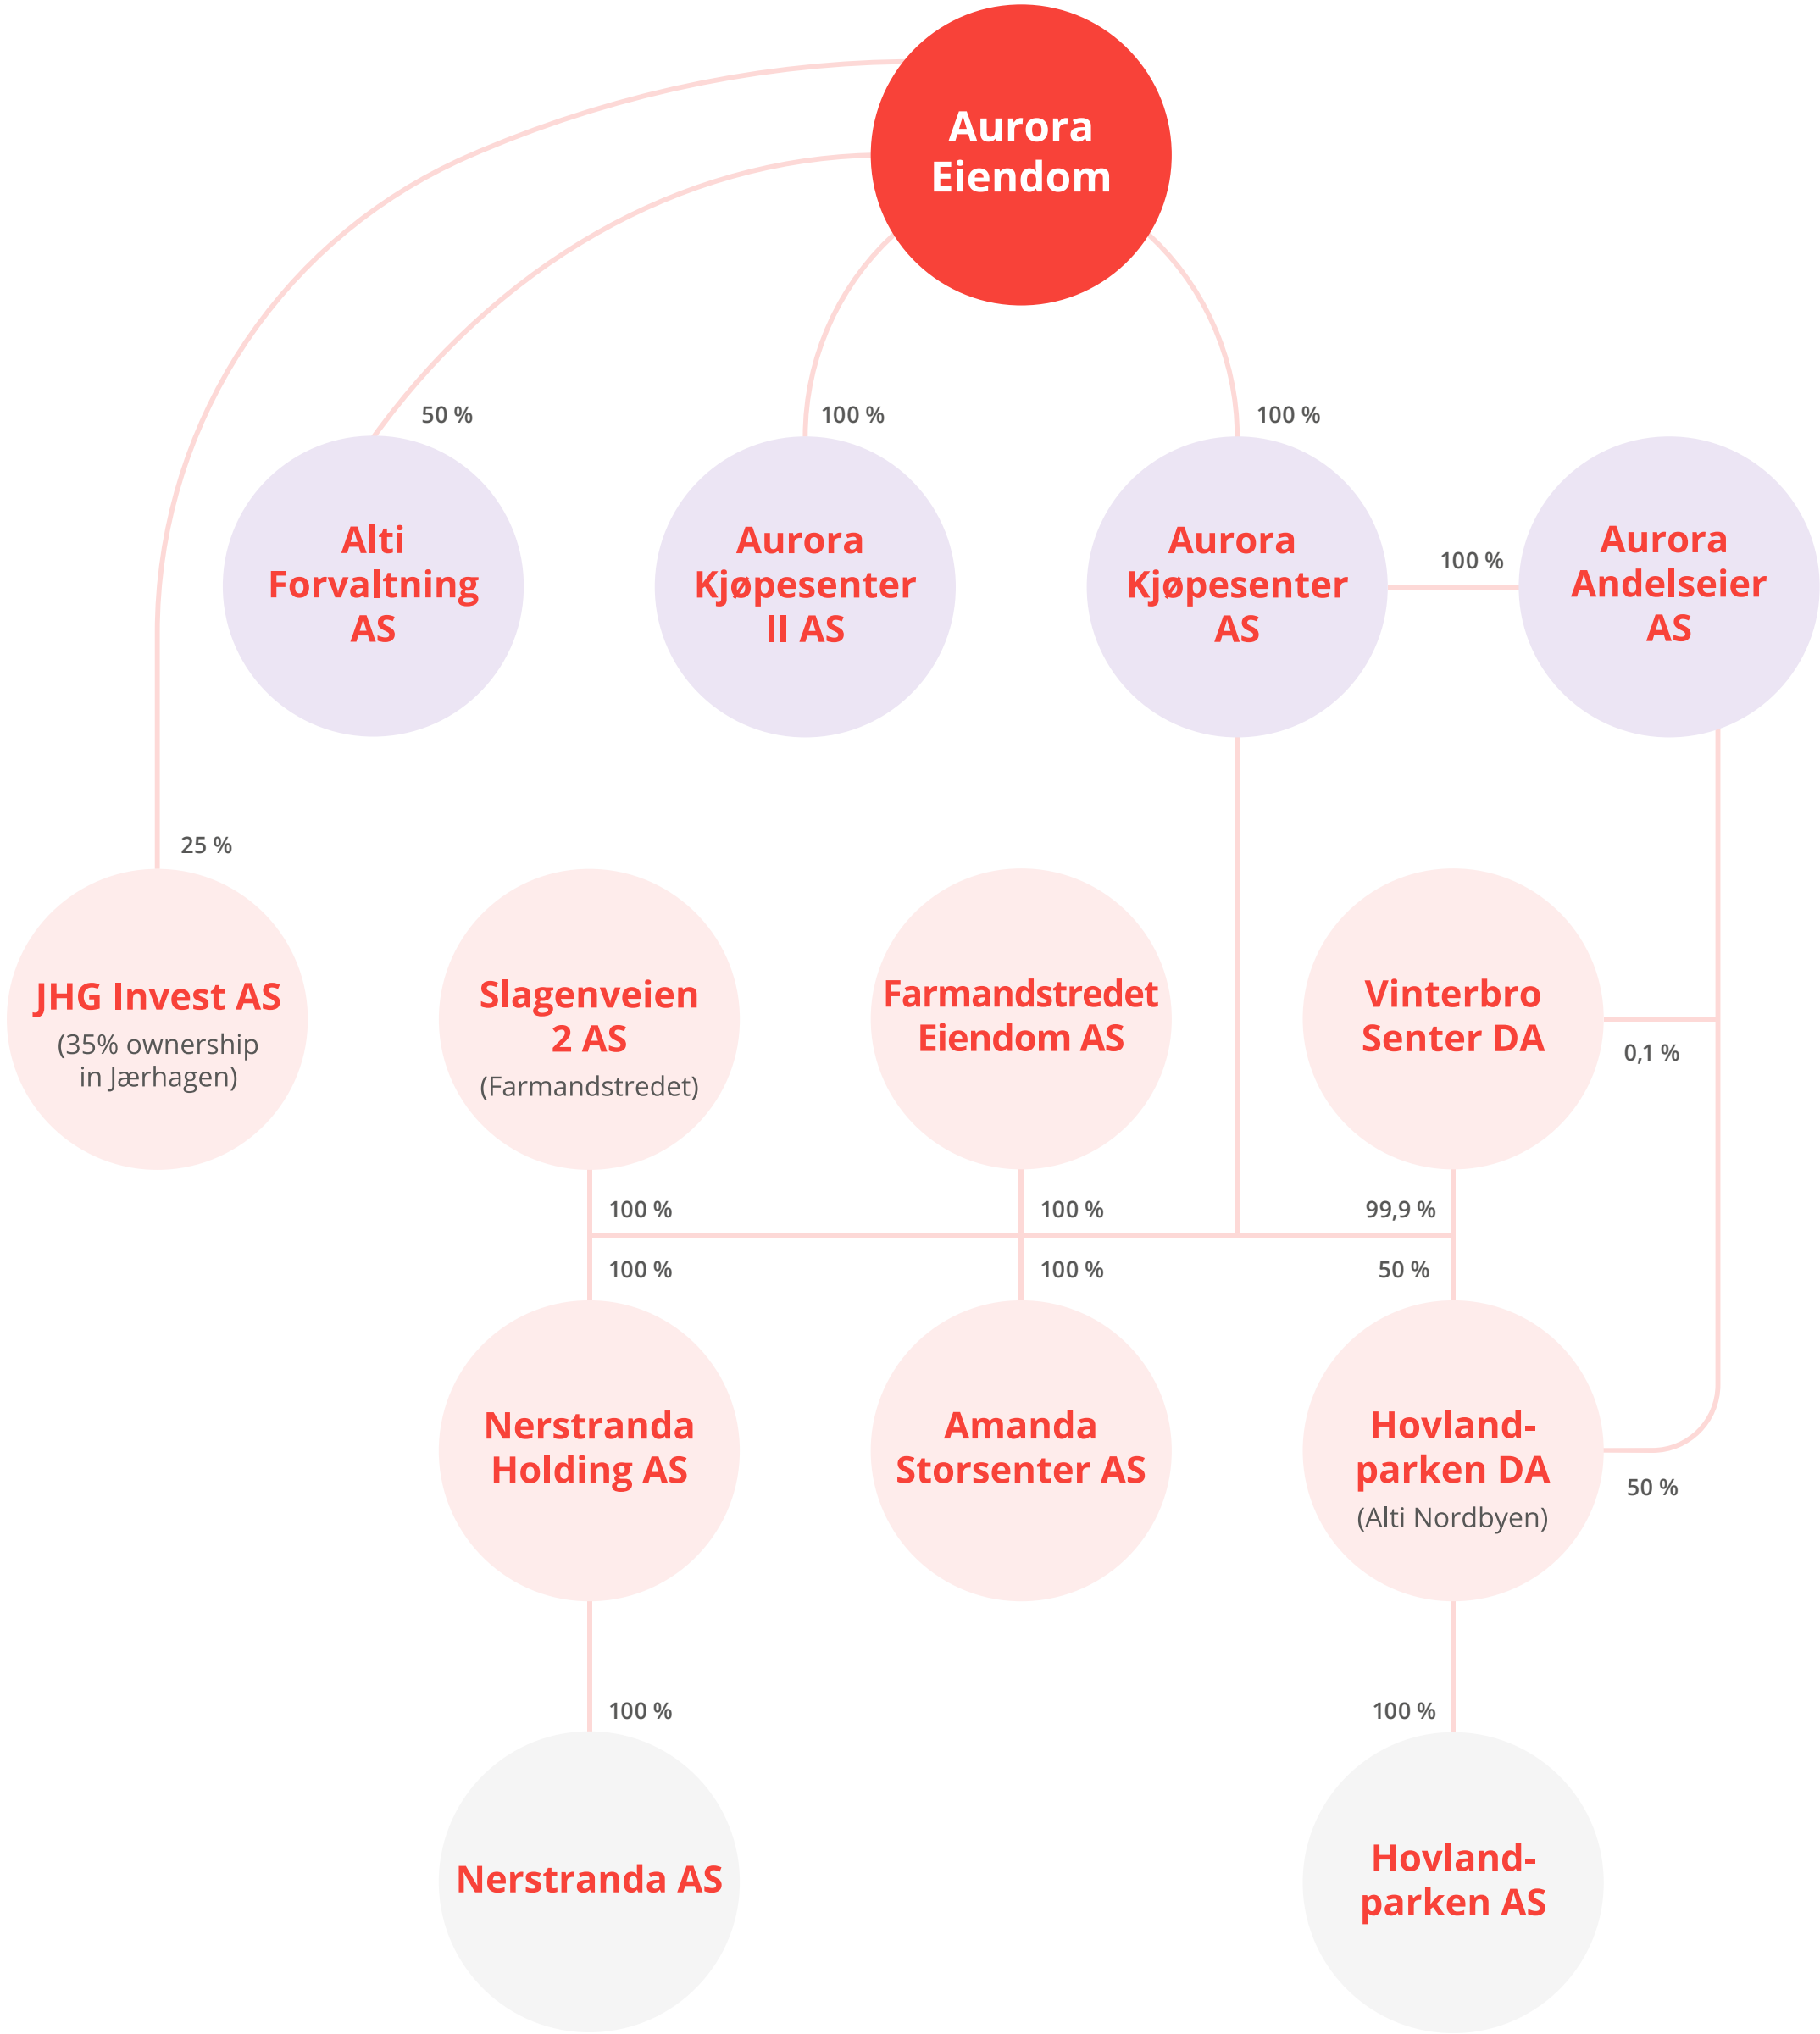 Aurora
Eiendom
50 %
100 %
100 %
Alti
Forvaltning
AS
Aurora
Kjøpesenter
II AS
Aurora
Kjøpesenter
AS
100 %
Aurora
Andelseier
AS
25 %
JHG Invest AS
(35% ownership
in Jærhagen)
Slagenveien
2 AS
(Farmandstredet)
Farmandstredet
Eiendom AS
Vinterbro
Senter DA
0,1 %
100 %
100 %
99,9 %
100 %
100 %
50 %
Nerstranda
Holding AS
Amanda
Storsenter AS
Hovland-
parken DA
(Alti Nordbyen)
50 %
100 %
100 %
Nerstranda AS
Hovland-
parken AS